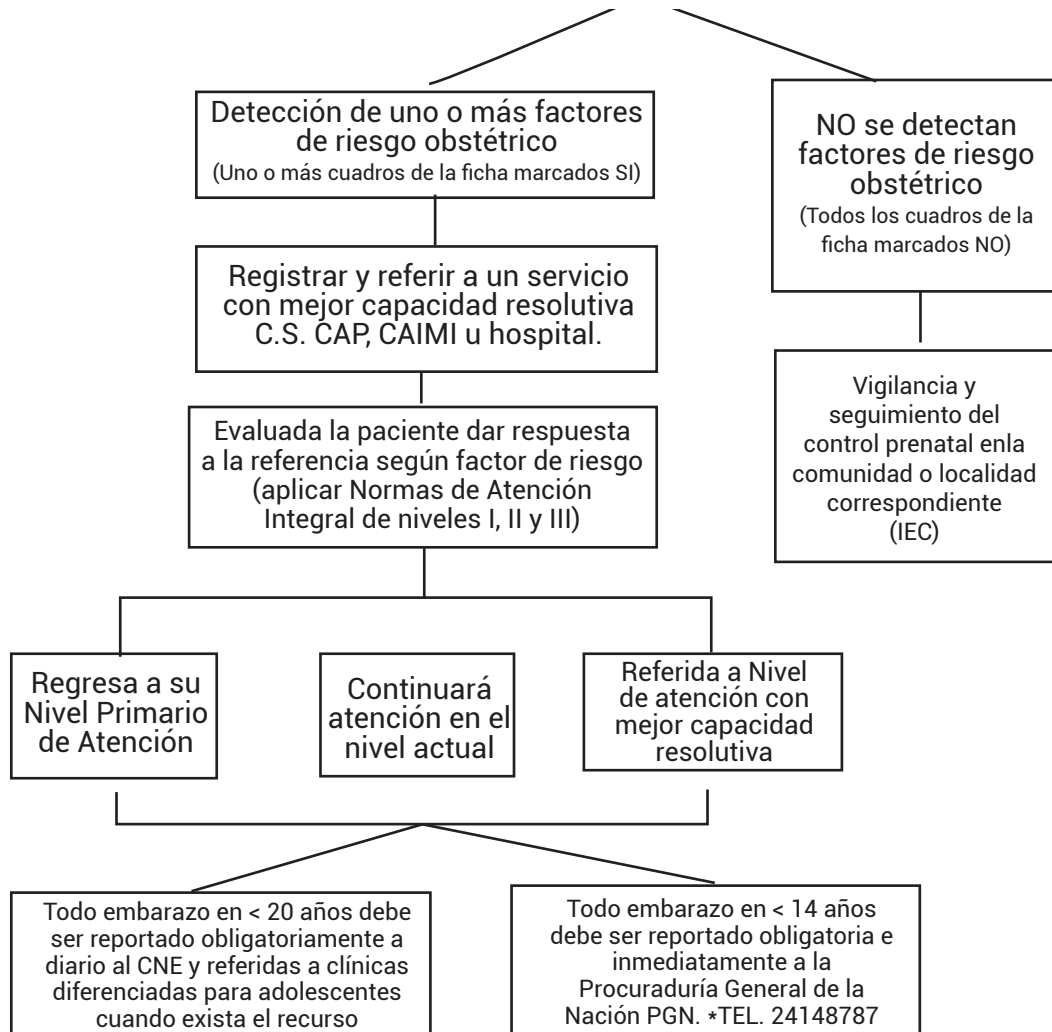 Detección de uno o más factores
de riesgo obstétrico
(Uno o más cuadros de la ficha marcados SI)
NO se detectan
factores de riesgo
obstétrico
(Todos los cuadros de la
ficha marcados NO)
Registrar y referir a un servicio
con mejor capacidad resolutiva
C.S. CAP, CAIMI u hospital.
Vigilancia y
seguimiento del
control prenatal enla
comunidad o localidad
correspondiente
(IEC)
Evaluada la paciente dar respuesta
a la referencia según factor de riesgo
(aplicar Normas de Atención
Integral de niveles I, II y III)
Regresa a su
Nivel Primario
de Atención
Continuará
atención en el
nivel actual
Referida a Nivel
de atención con
mejor capacidad
resolutiva
Todo embarazo en < 20 años debe
ser reportado obligatoriamente a
diario al CNE y referidas a clínicas
diferenciadas para adolescentes
cuando exista el recurso
Todo embarazo en < 14 años
debe ser reportado obligatoria e
inmediatamente a la
Procuraduría General de la
Nación PGN. *TEL. 24148787